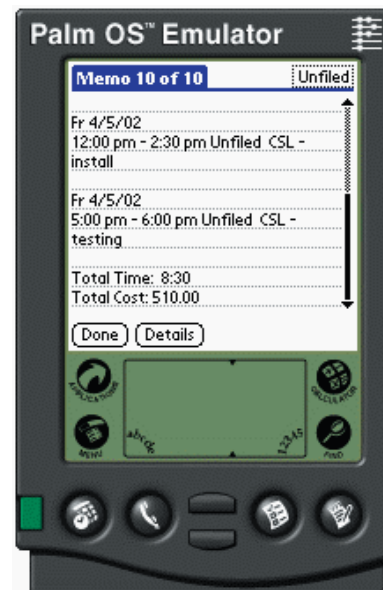 Palm OS™ Emulator
Memo 10 of 10
Unfiled
Fr 4/5/02
12:00 pm - 2:30 pm Unfiled CSL -
install
Fr 4/5/02
5:00 pm - 6:00 pm Unfiled CSL -
testing
Total Time: 8:30
Total Cost: 510.00
Done
Details
APPLICATIONS
CALCULATOR
MENU
abcde
12345
FIND